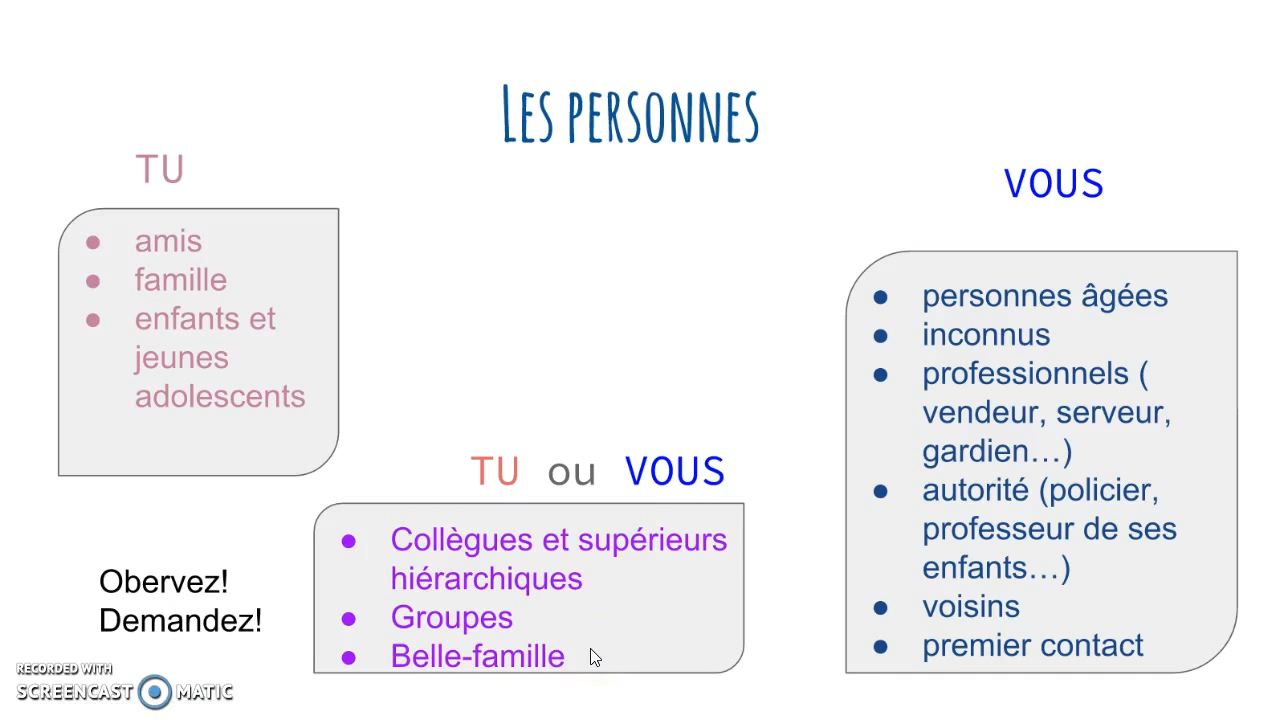 Les personnes
TU
amis
famille
enfants et
jeunes
adolescents
VOUS
personnes âgées
inconnus
professionnels (
vendeur, serveur,
gardien…)
autorité (policier,
professeur de ses
enfants…)
voisins
premier contact
TU ou VOUS
Collègues et supérieurs
hiérarchiques
Groupes
Belle-famille
Obervez!
Demandez!
RECORDED WITH
SCREENCAST MATIC